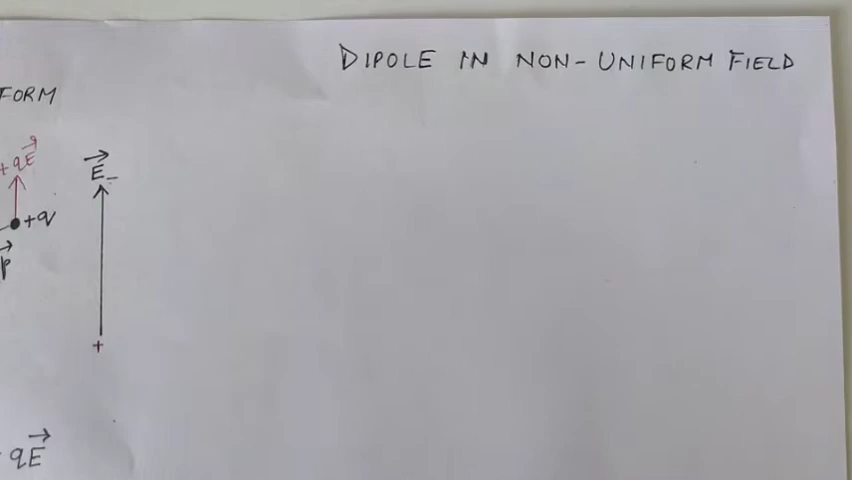 DIPOLE IN NON-UNIFORM FIELD
FORM
+qE
E
+q
p
+
qE